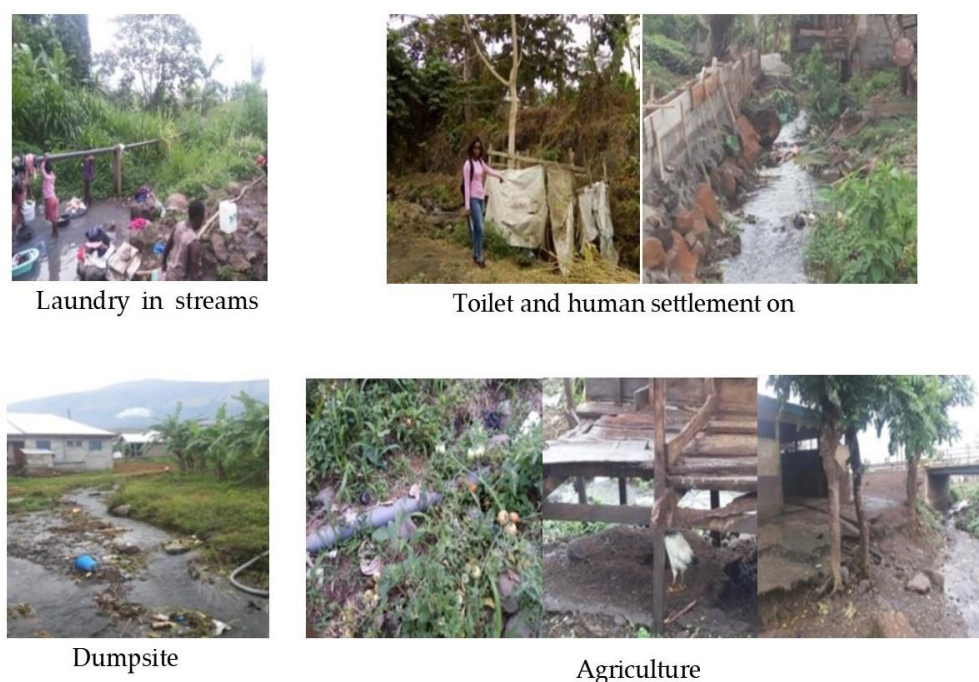 Laundry in streams
Toilet and human settlement on
Dumpsite
Agriculture